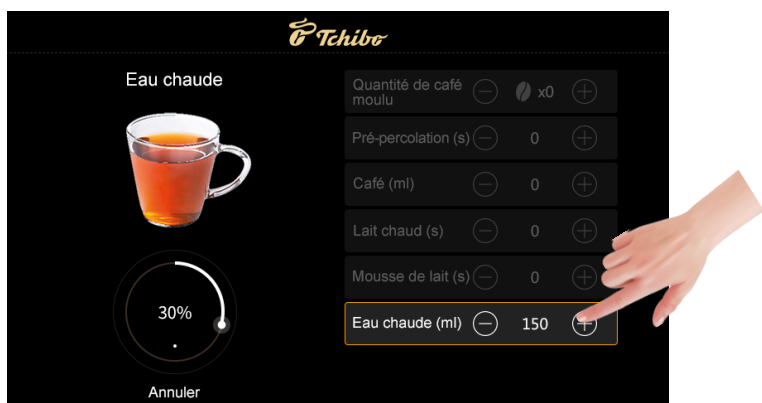 Tchibo
Eau chaude
Quantité de café
moulu
x0
Pré-percolation (s)
0
Café (ml)
0
Lait chaud (s)
0
Mousse de lait (s)
0
Eau chaude (ml)
150
30%
Annuler